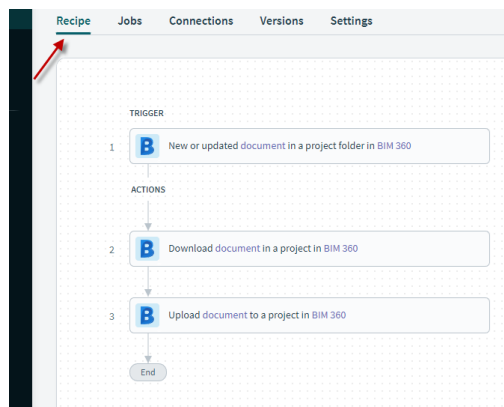 Recipe Jobs Connections Versions Settings
TRIGGER
1 New or updated document in a project folder in BIM 360
ACTIONS
2 Download document in a project in BIM 360
3 Upload document to a project in BIM 360
End